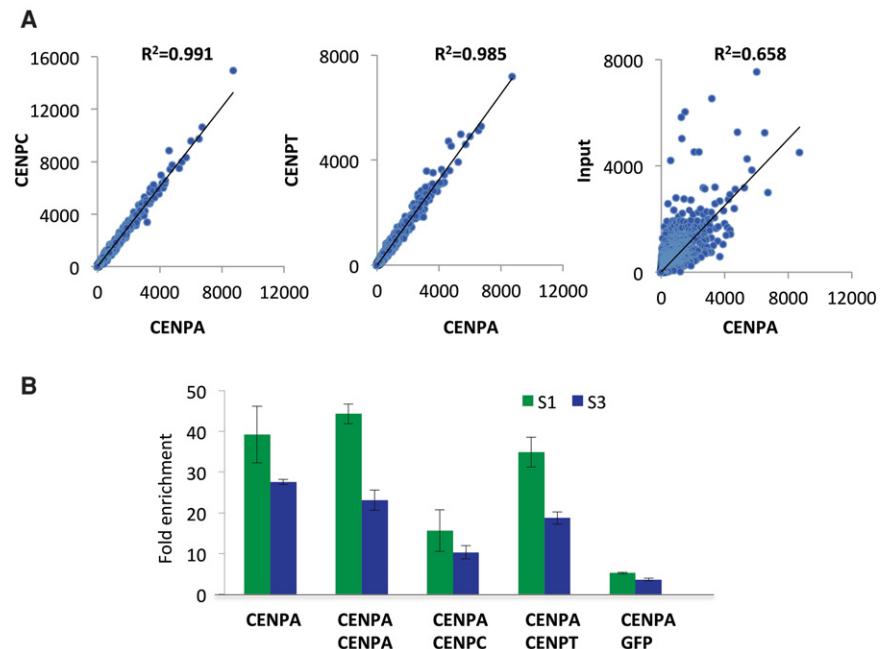 A
R²=0.991
CENPC
16000
12000
8000
4000
0
0 4000 8000 12000
CENPA
R²=0.985
CENPT
8000
4000
0
0 4000 8000 12000
CENPA
R²=0.658
Input
8000
4000
0
0 4000 8000 12000
CENPA
B
Fold enrichment
50
40
30
20
10
0
S1 S3
CENPA
CENPA
CENPA
CENPA
CENPC
CENPA
CENPT
CENPA
GFP